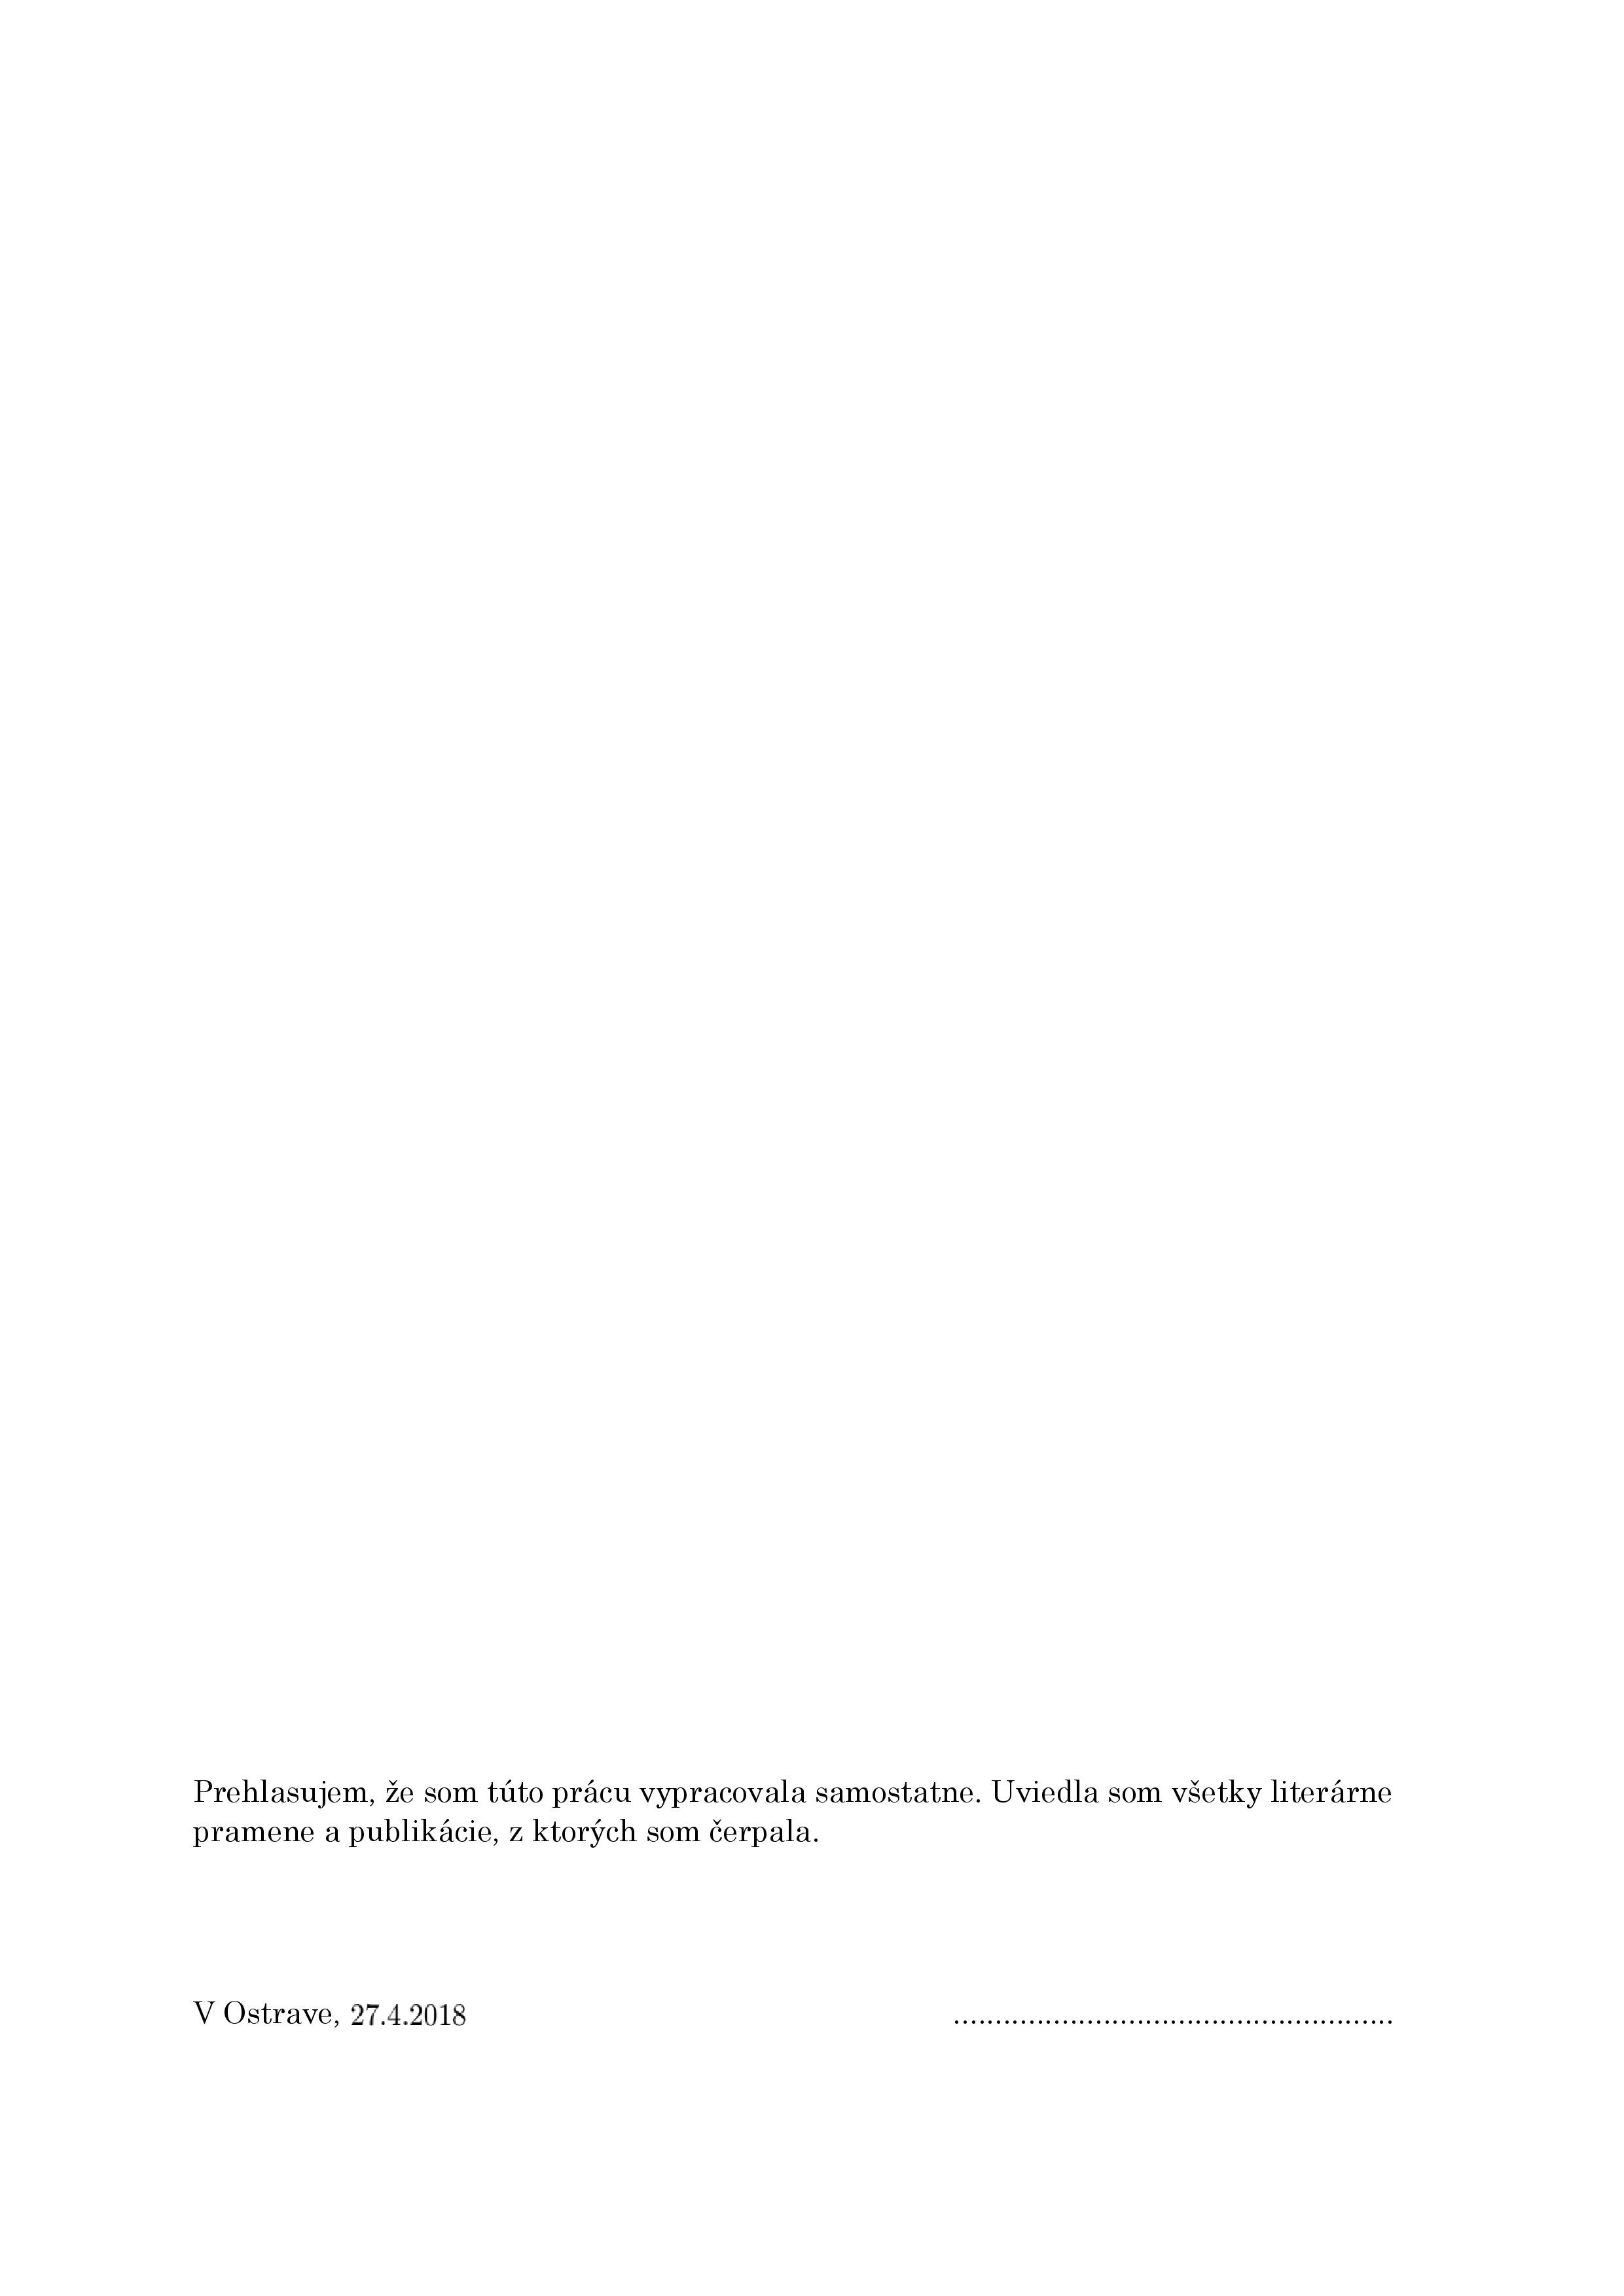 Prehlasujem, že som túto prácu vypracovala samostatne. Uviedla som všetky literárne
pramene a publikácie, z ktorých som čerpala.
V Ostrave, 27.4.2018 .....................................................